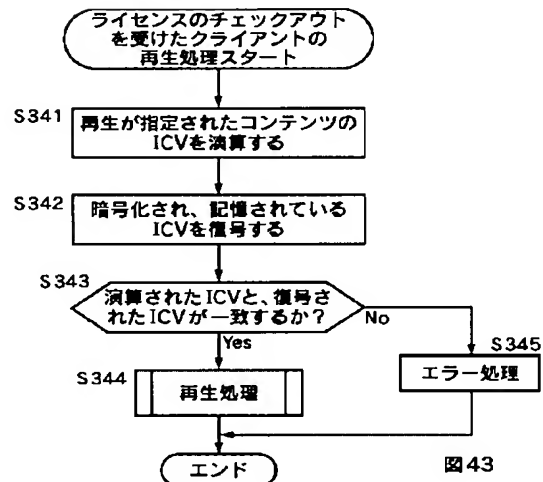 ライセンスのチェックアウト
を受けたクライアントの
再生処理スタート
S341
再生が指定されたコンテンツの
ICVを演算する
S342
暗号化され、記憶されている
ICVを復号する
S343
演算されたICVと、復号さ
れたICVが一致するか?
No
Yes
S344
再生処理
S345
エラー処理
エンド
図43